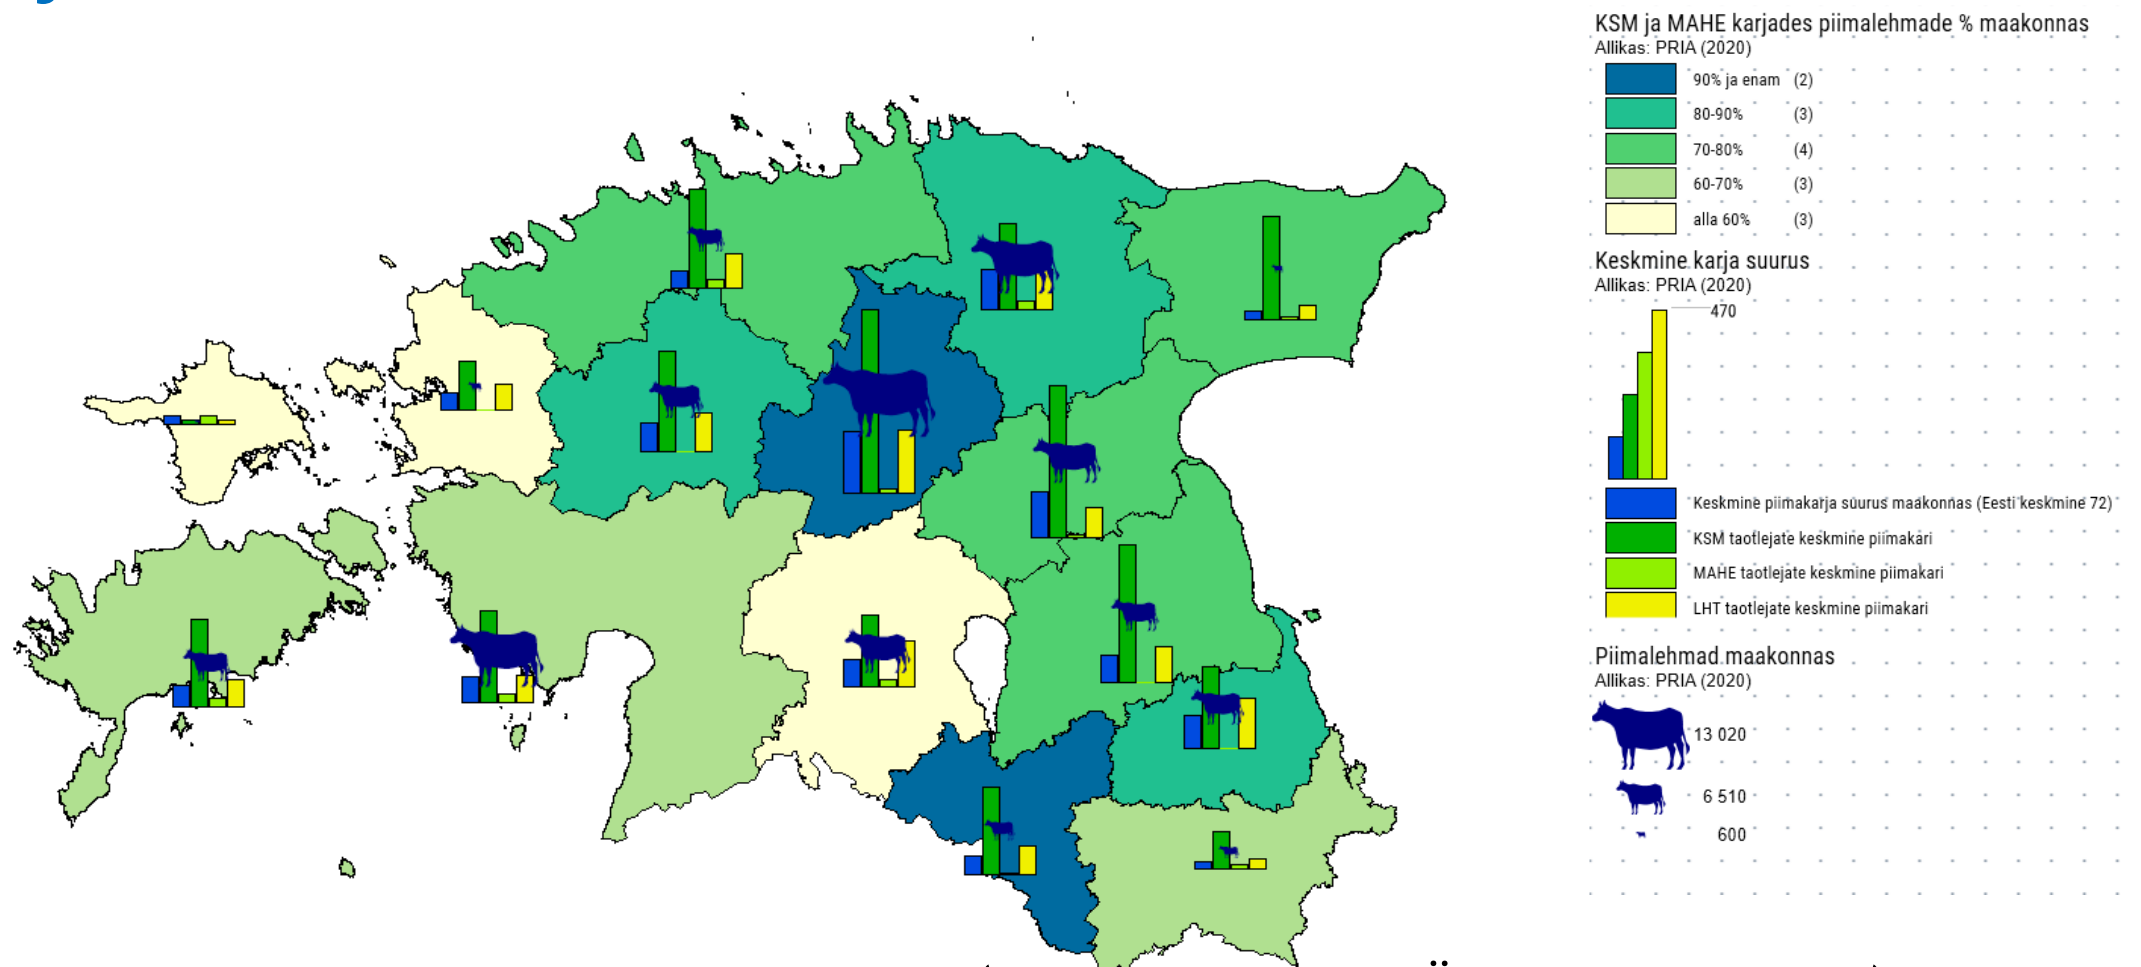 KSM ja MAHE karjades piimalehmade % maakonnas
Allikas: PRIA (2020)
90% ja enam (2)
80-90% (3)
70-80% (4)
60-70% (3)
alla 60% (3)
Keskmine karja suurus
Allikas: PRIA (2020)
470
Keskmine piimakarja suurus maakonnas (Eesti keskmine 72)
KSM taotlejate keskmine piimakari
MAHE taotlejate keskmine piimakari
LHT taotlejate keskmine piimakari
Piimalehmad maakonnas
Allikas: PRIA (2020)
13 020
6 510
600